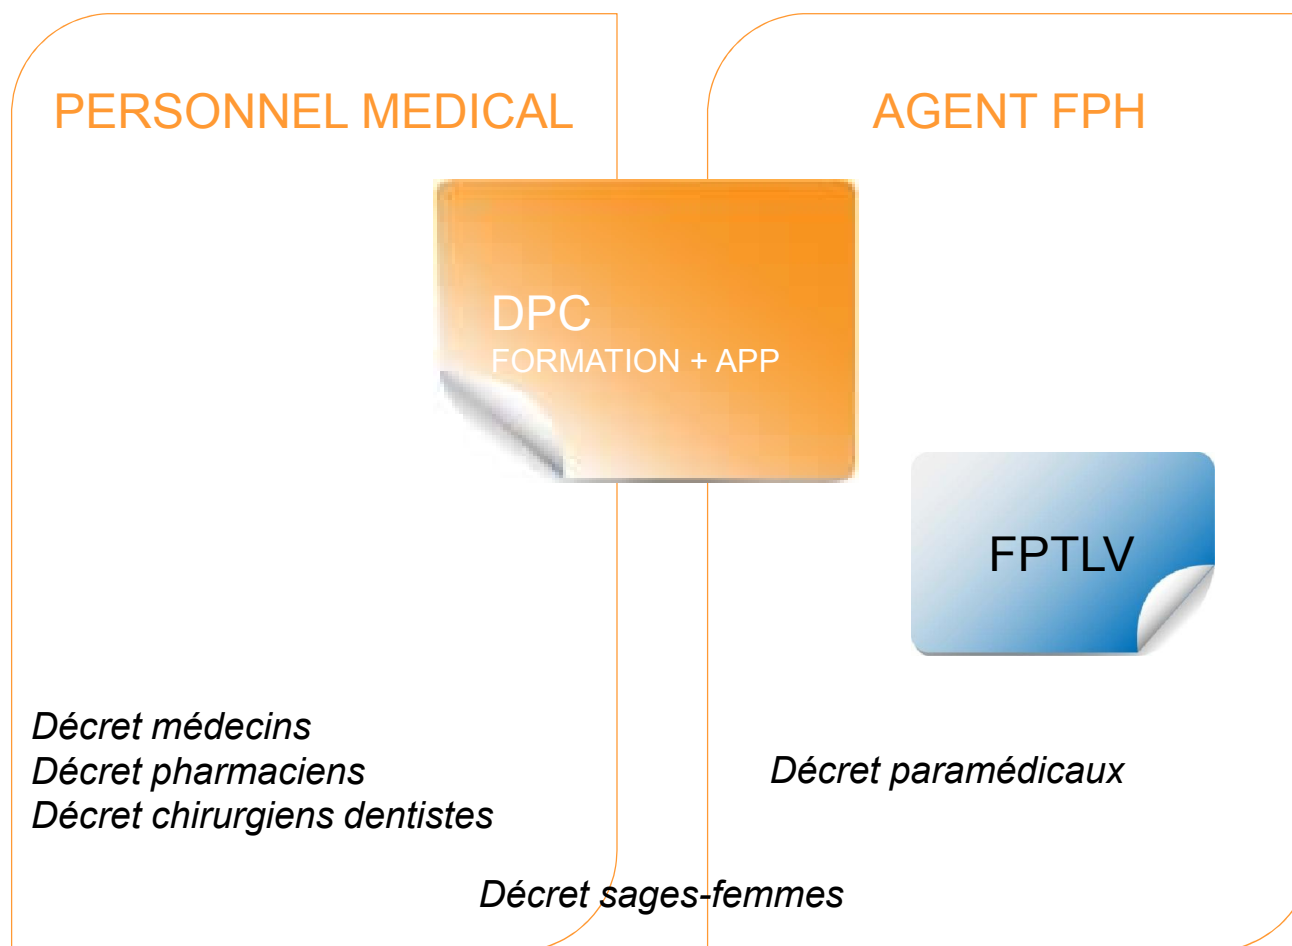 PERSONNEL MEDICAL
AGENT FPH
DPC
FORMATION + APP
FPTLV
Décret médecins
Décret pharmaciens
Décret chirurgiens dentistes
Décret paramédicaux
Décret sages-femmes